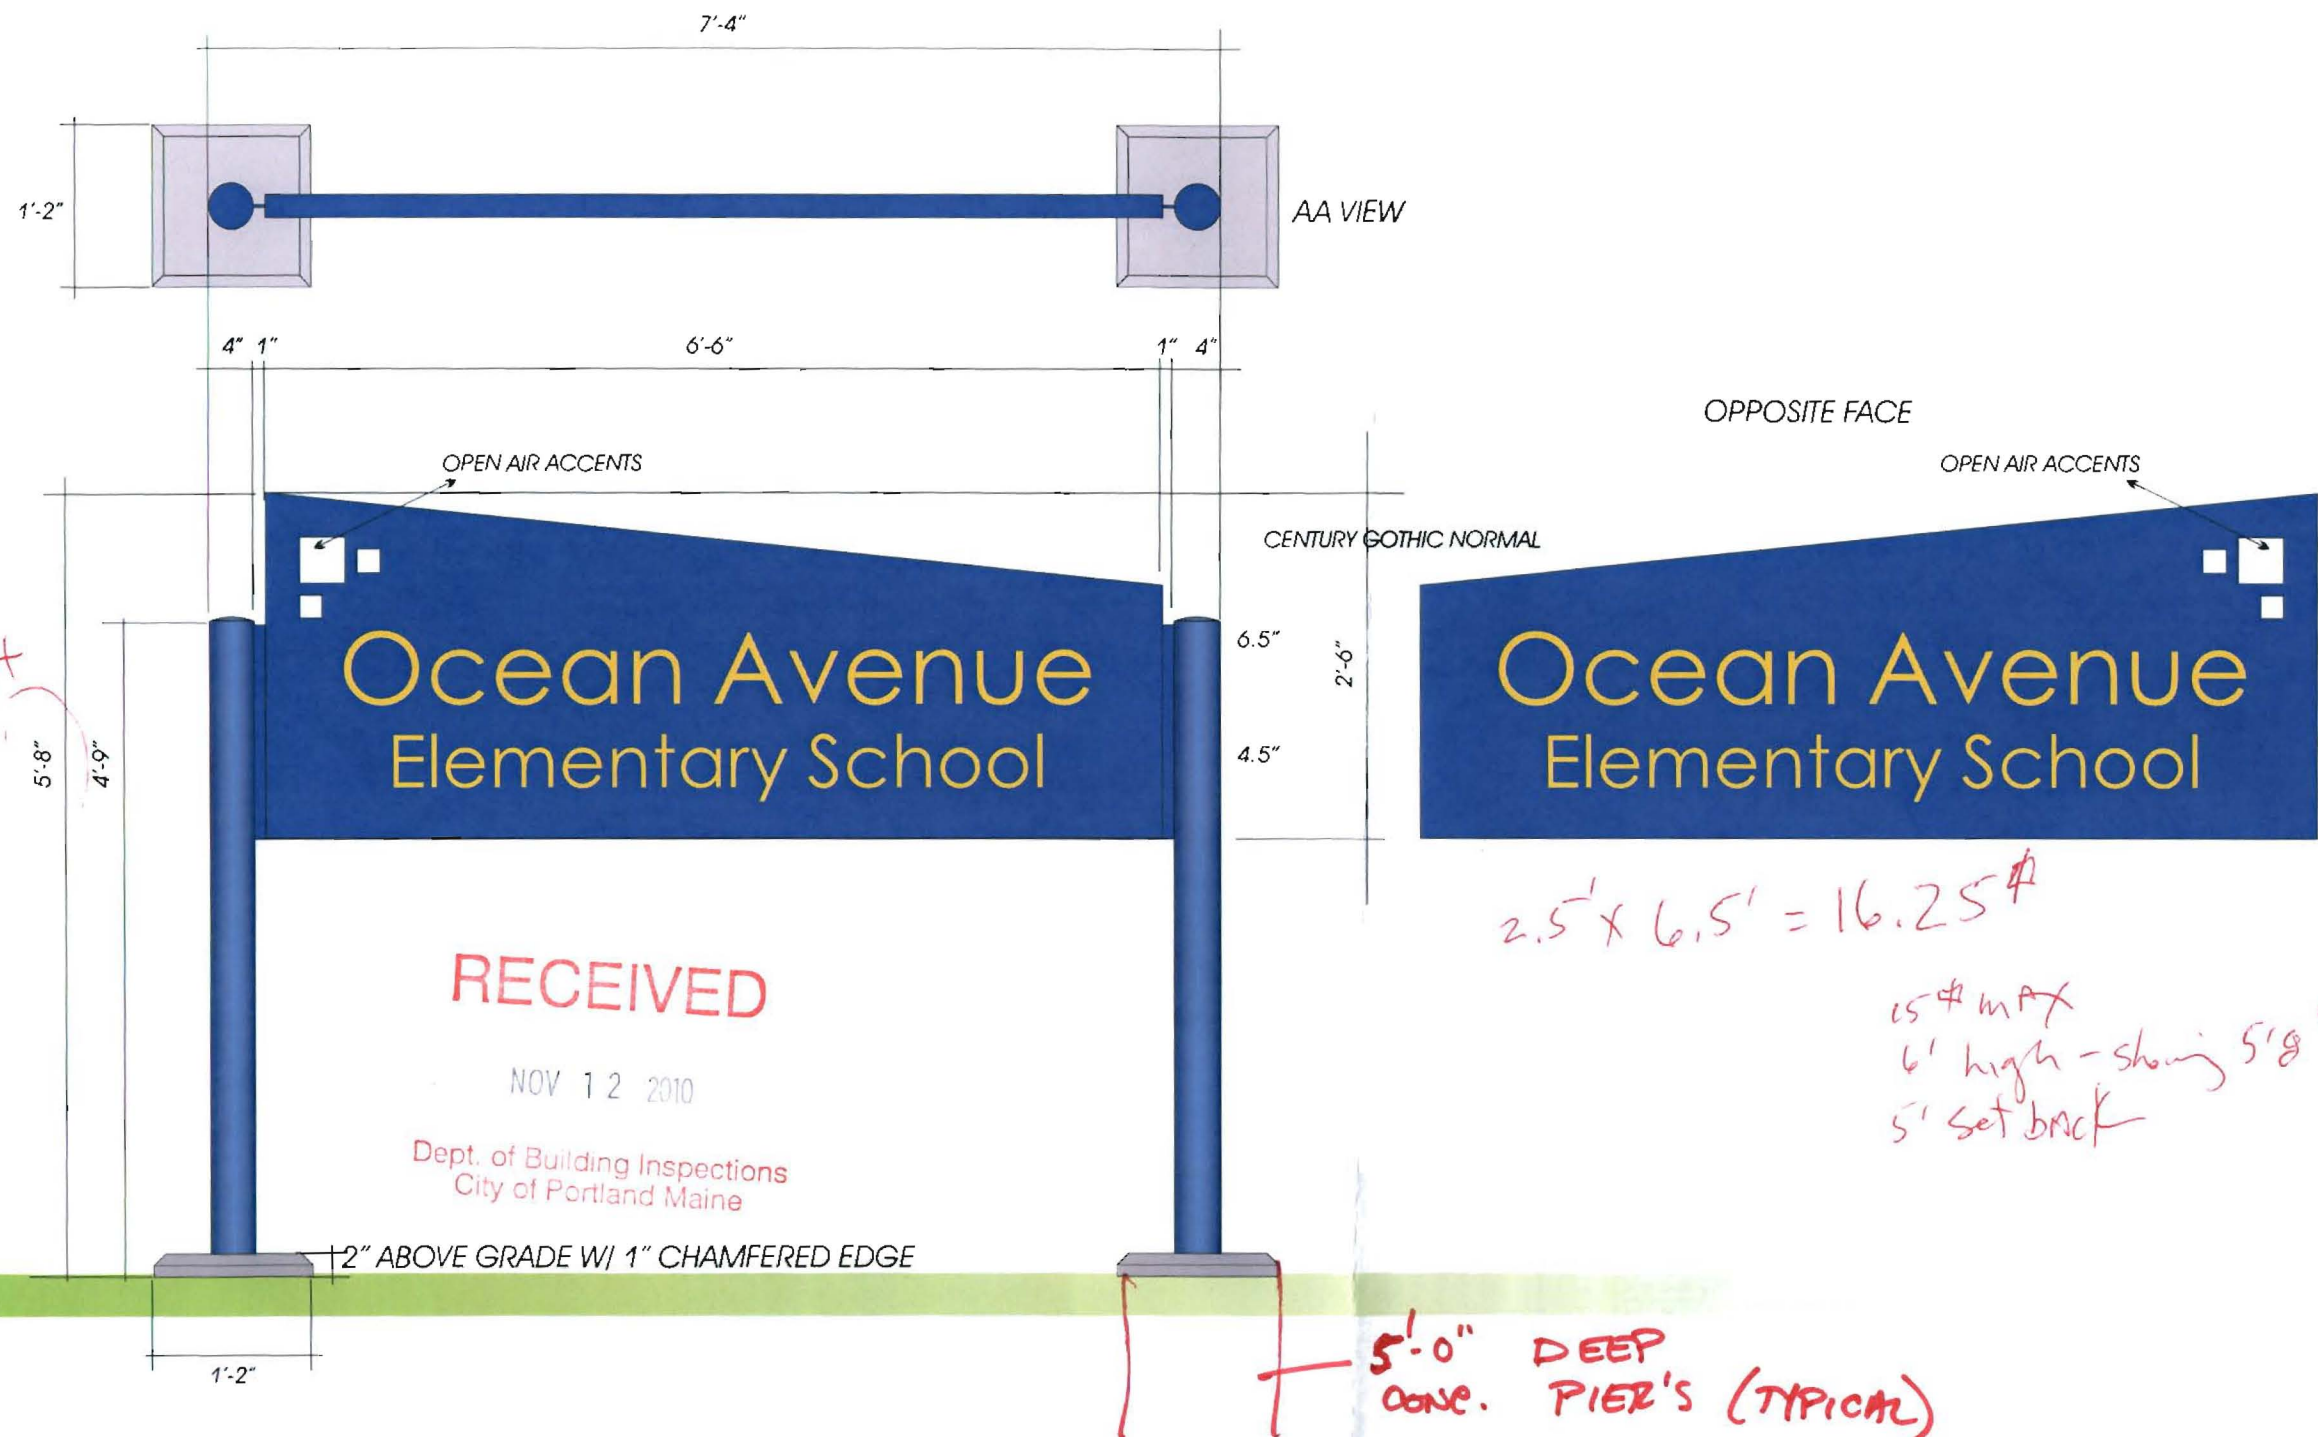 7'-4"
1'-2"
AA VIEW
4" 1" 6'-6" 1" 4"
OPPOSITE FACE
OPEN AIR ACCENTS
OPEN AIR ACCENTS
CENTURY GOTHIC NORMAL
Ocean Avenue
Elementary School
6.5"
4.5"
2'-6"
5'-8"
4'-9"
Ocean Avenue
Elementary School
2.5' x 6.5' = 16.25#
15# MAX
6' high - showing 5'8
5' set back
RECEIVED
NOV 12 2010
Dept. of Building Inspections
City of Portland Maine
2" ABOVE GRADE W/ 1" CHAMFERED EDGE
1'-2"
5'-0" DEEP
CONC. PIER'S (TYPICAL)